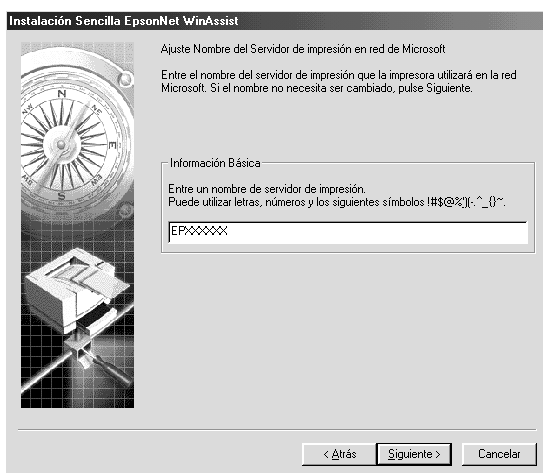 Instalación Sencilla EpsonNet WinAssist
Ajuste Nombre del Servidor de impresión en red de Microsoft
Entre el nombre del servidor de impresión que la impresora utilizará en la red
Microsoft. Si el nombre no necesita ser cambiado, pulse Siguiente.
Información Básica
Entre un nombre de servidor de impresión.
Puede utilizar letras, números y los siguientes símbolos !#$@%')(-.^_{}~.
EPXXXXXX
N
E
< Atrás
Siguiente >
Cancelar